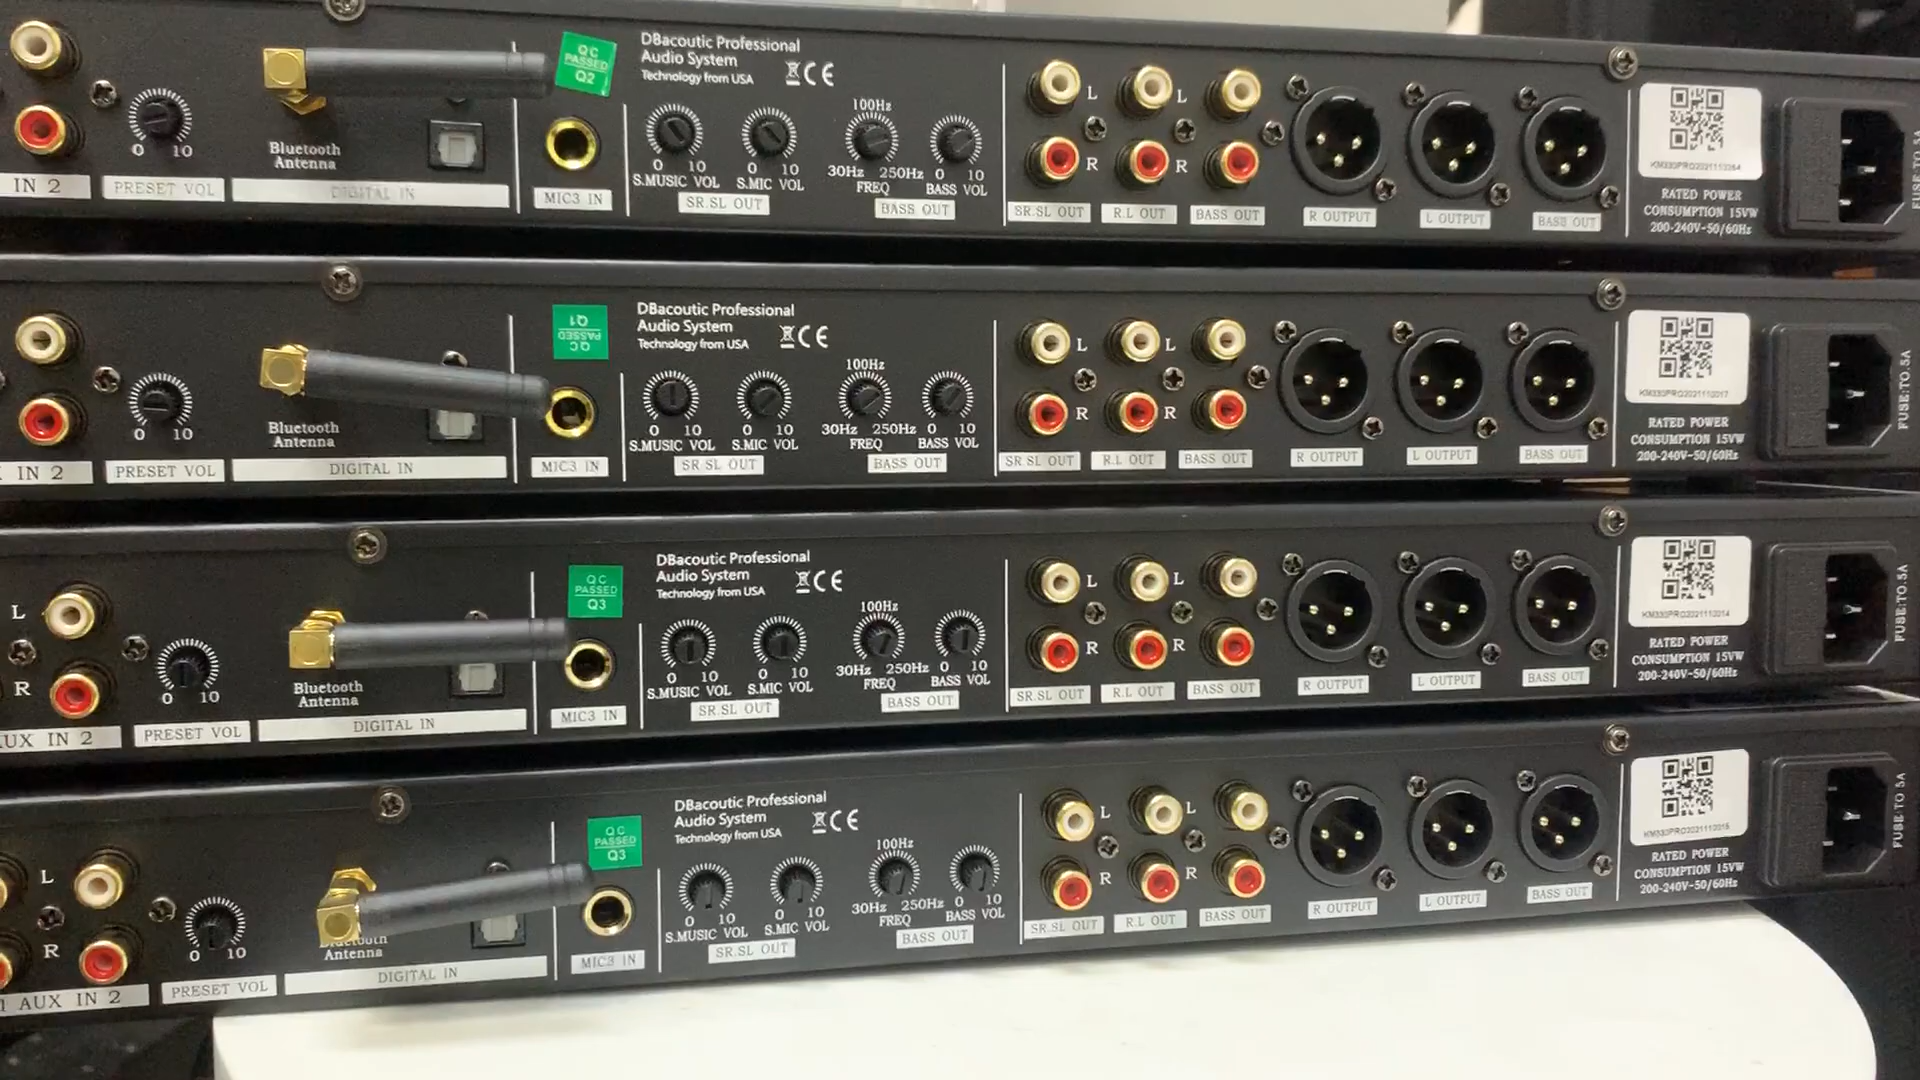 QC
PASSED
Q2
DBacoutic Professional
Audio System
Technology from USA
CE
0 10
Bluetooth
Antenna
0 10
S.MUSIC VOL
0 10
S.MIC VOL
100Hz
30Hz 250Hz
FREQ
0 10
BASS VOL
L L
R R
IN 2
PRESET VOL
DIGITAL IN
MIC3 IN
SR.SL OUT
BASS OUT
SR.SL OUT
R.L OUT
BASS OUT
R OUTPUT
L OUTPUT
BASS OUT
RATED POWER
CONSUMPTION 15VW
200-240V-50/60Hz
QC
PASSED
Q1
DBacoutic Professional
Audio System
Technology from USA
CE
0 10
Bluetooth
Antenna
0 10
S.MUSIC VOL
0 10
S.MIC VOL
100Hz
30Hz 250Hz
FREQ
0 10
BASS VOL
L L
R R
IN 2
PRESET VOL
DIGITAL IN
MIC3 IN
SR.SL OUT
BASS OUT
SR.SL OUT
R.L OUT
BASS OUT
R OUTPUT
L OUTPUT
BASS OUT
KM330PRO2021110017
RATED POWER
CONSUMPTION 15VW
200-240V-50/60Hz
FUSE:TO.5A
QC
PASSED
Q3
DBacoutic Professional
Audio System
Technology from USA
CE
L
R
0 10
Bluetooth
Antenna
0 10
S.MUSIC VOL
0 10
S.MIC VOL
100Hz
30Hz 250Hz
FREQ
0 10
BASS VOL
L L
R R
AUX IN 2
PRESET VOL
DIGITAL IN
MIC3 IN
SR.SL OUT
BASS OUT
SR.SL OUT
R.L OUT
BASS OUT
R OUTPUT
L OUTPUT
BASS OUT
RATED POWER
CONSUMPTION 15VW
200-240V-50/60Hz
FUSE:TO.5A
QC
PASSED
Q3
DBacoutic Professional
Audio System
Technology from USA
CE
L
R
0 10
Bluetooth
Antenna
0 10
S.MUSIC VOL
0 10
S.MIC VOL
100Hz
30Hz 250Hz
FREQ
0 10
BASS VOL
L L
R R
AUX IN 2
PRESET VOL
DIGITAL IN
MIC3 IN
SR.SL OUT
BASS OUT
SR.SL OUT
R.L OUT
BASS OUT
R OUTPUT
L OUTPUT
BASS OUT
RATED POWER
CONSUMPTION 15VW
200-240V-50/60Hz
FUSE:TO.5A